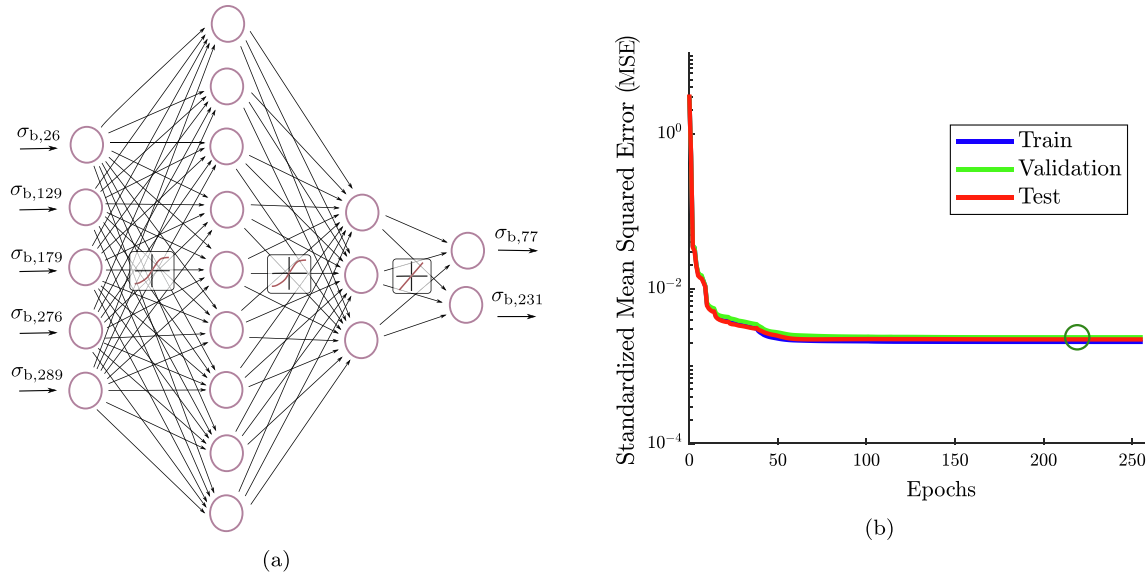 σb,26
σb,129
σb,179
σb,276
σb,289
σb,77
σb,231
(a)
Standardized Mean Squared Error (MSE)
10^0
10^−2
10^−4
0 50 100 150 200 250
Epochs
Train
Validation
Test
(b)